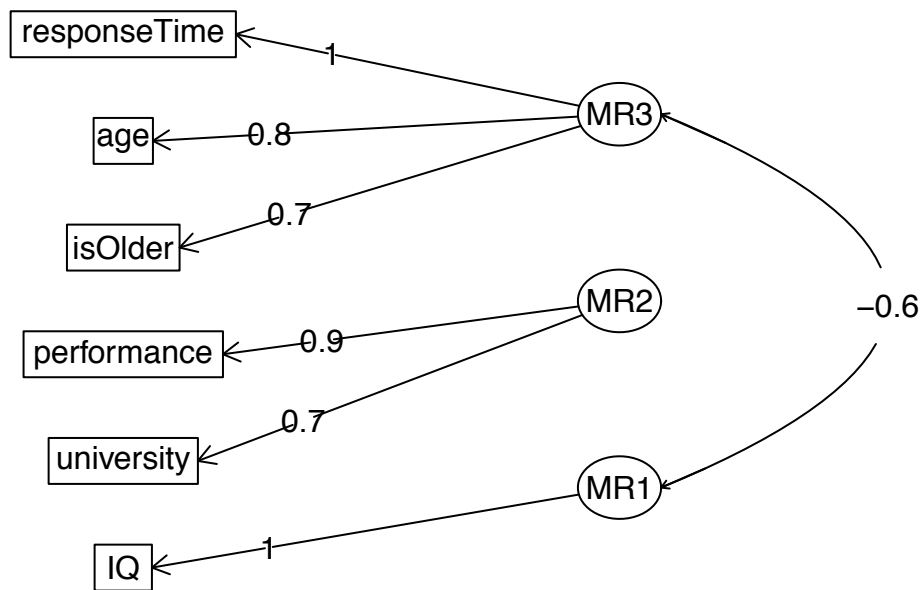 responseTime
1
MR3
age
0.8
0.7
isOlder
MR2
−0.6
performance
0.9
0.7
university
MR1
1
IQ